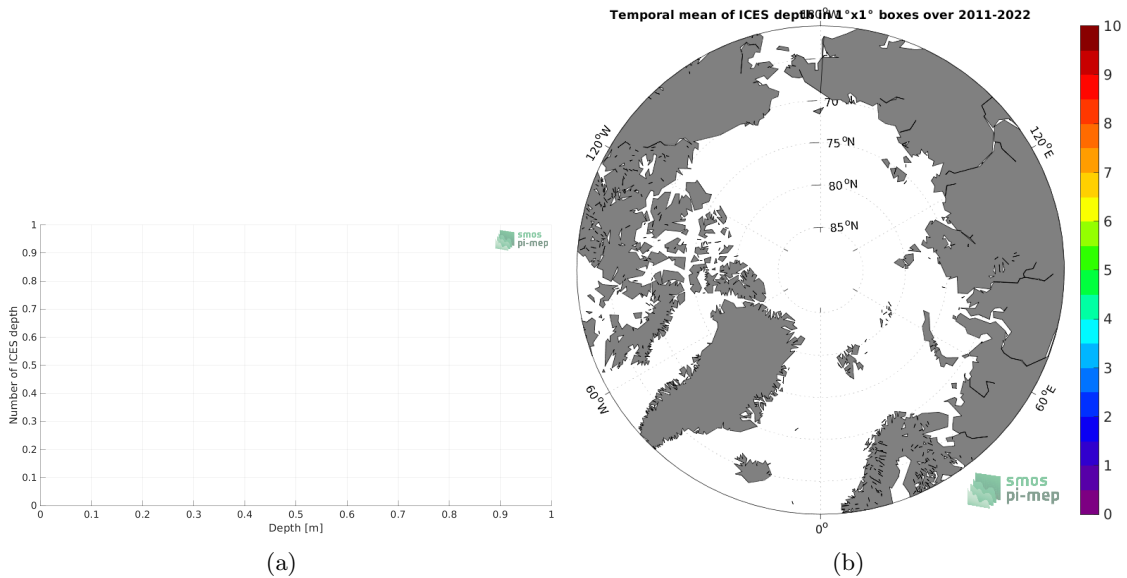 Temporal mean of ICES depth in 1°x1° boxes over 2011-2022
180°W
120°W
120°E
60°W
60°E
0°
70
75°N
80°N
85°N
10
9
8
7
6
5
4
3
2
1
0
smos
pi-mep
Number of ICES depth
1
0.9
0.8
0.7
0.6
0.5
0.4
0.3
0.2
0.1
0
0 0.1 0.2 0.3 0.4 0.5 0.6 0.7 0.8 0.9 1
Depth [m]
smos
pi-mep
(a)
(b)